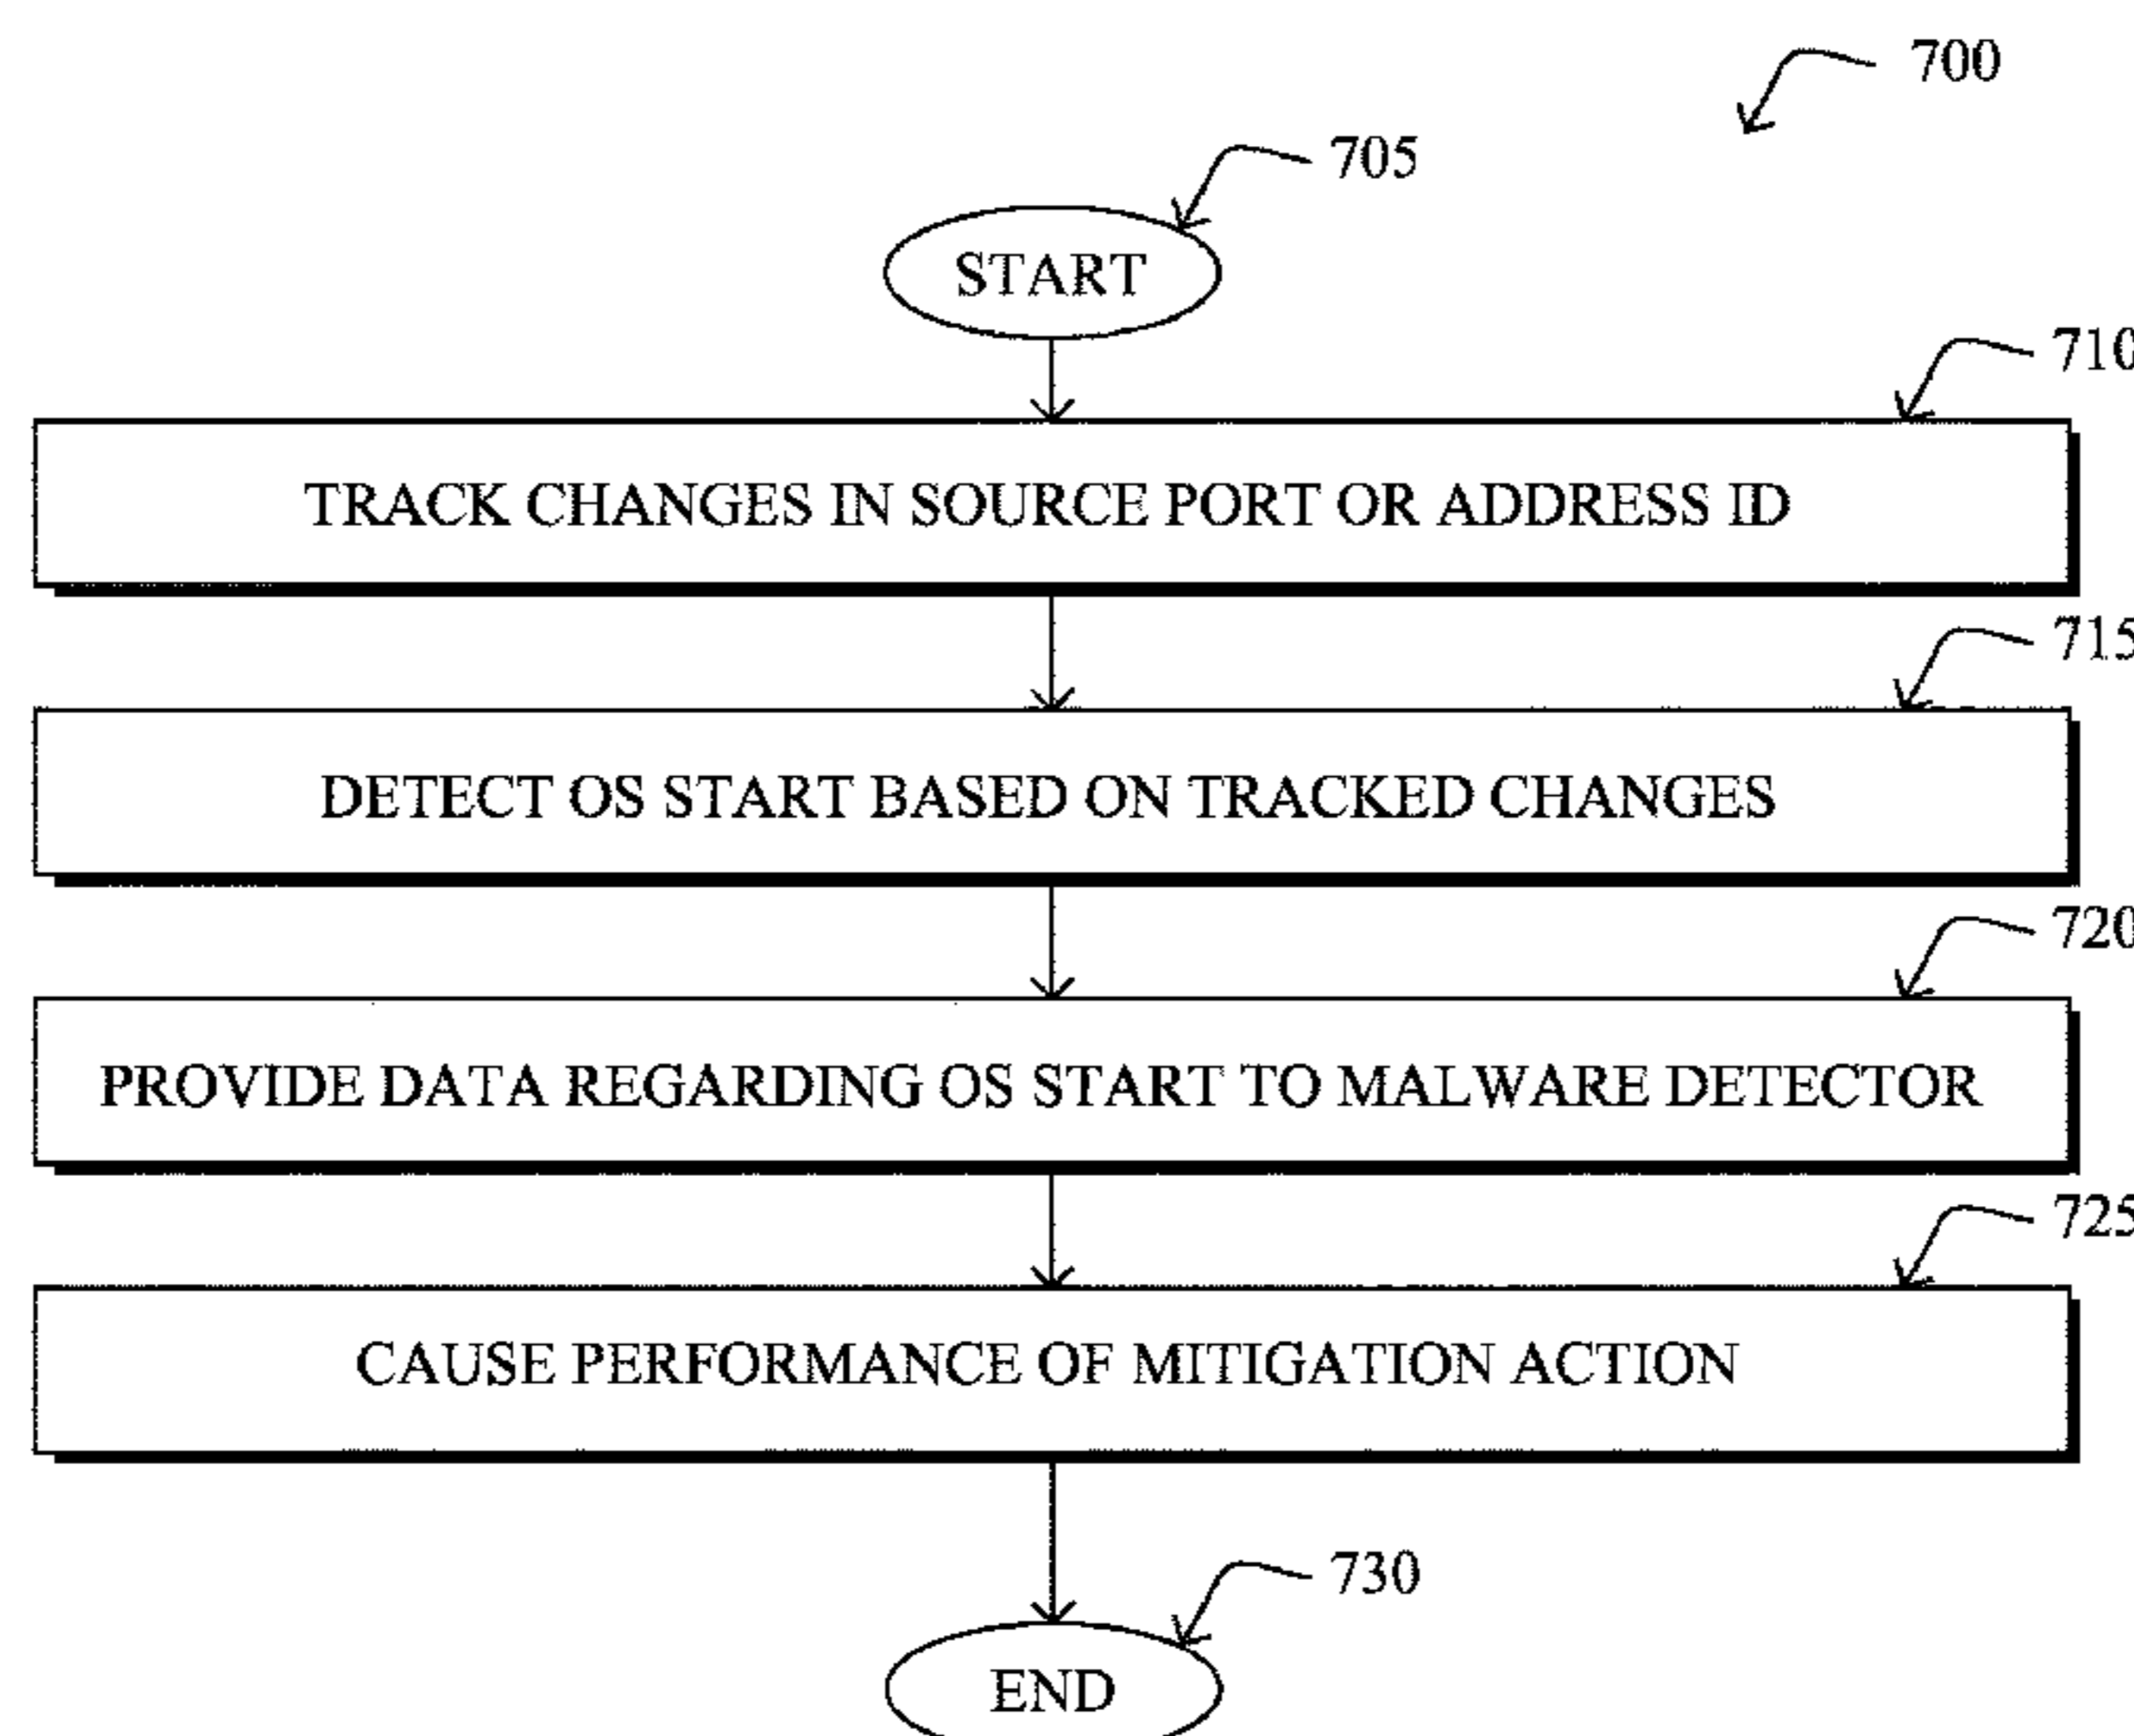 700
705
START
710
TRACK CHANGES IN SOURCE PORT OR ADDRESS ID
715
DETECT OS START BASED ON TRACKED CHANGES
720
PROVIDE DATA REGARDING OS START TO MALWARE DETECTOR
725
CAUSE PERFORMANCE OF MITIGATION ACTION
730
END